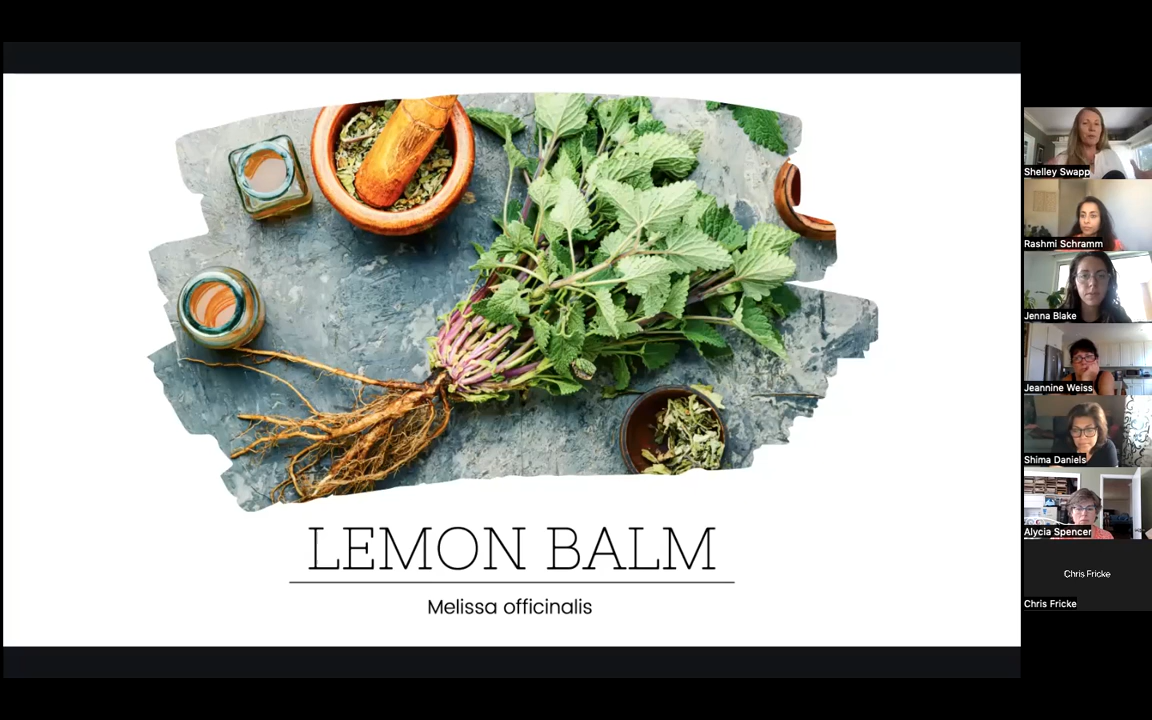 LEMON BALM
Melissa officinalis
Shelley Swapp
Rashmi Schramm
Jenna Blake
Jeannine Weiss
Shima Daniels
Alycia Spencer
Chris Fricke
Chris Fricke